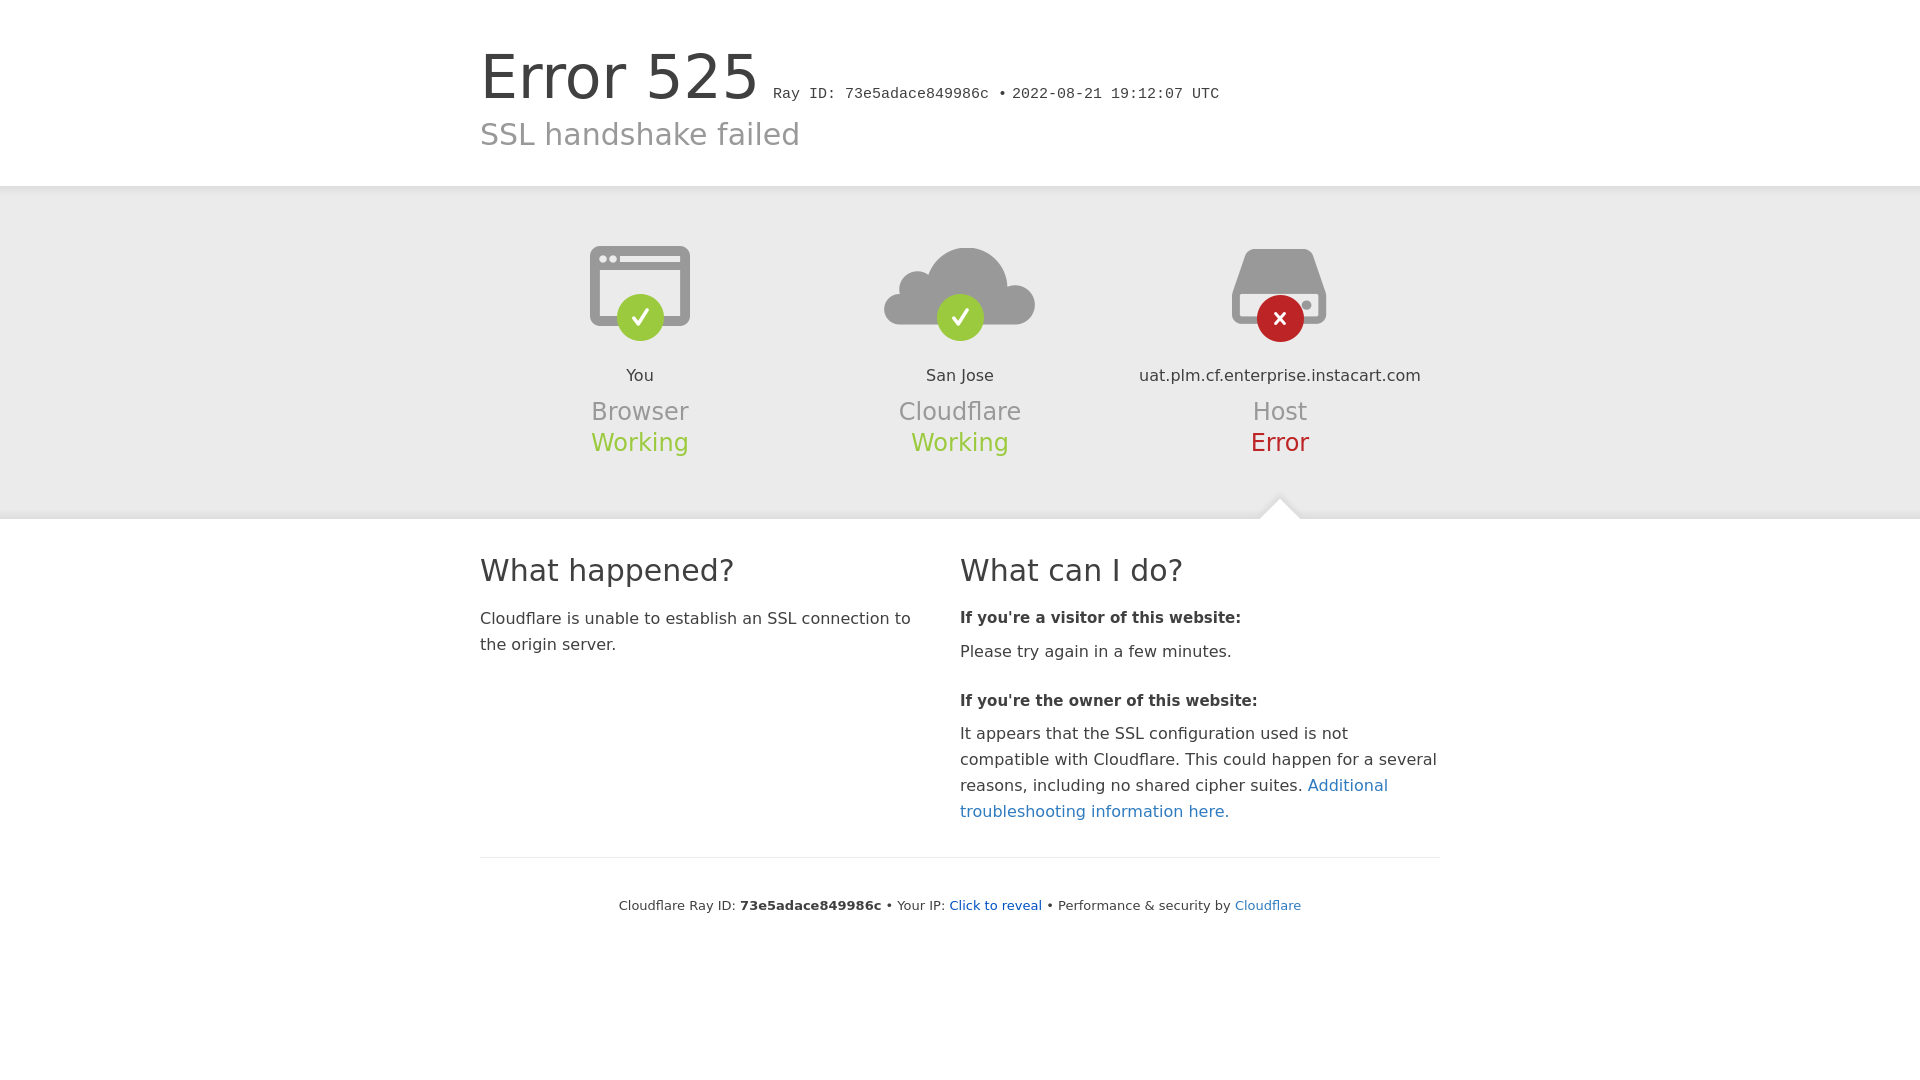 Error 525 Ray ID: 73e5adace849986c • 2022-08-21 19:12:07 UTC
SSL handshake failed
You
Browser
Working
San Jose
Cloudflare
Working
uat.plm.cf.enterprise.instacart.com
Host
Error
What happened?
Cloudflare is unable to establish an SSL connection to
the origin server.
What can I do?
If you're a visitor of this website:
Please try again in a few minutes.
If you're the owner of this website:
It appears that the SSL configuration used is not
compatible with Cloudflare. This could happen for a several
reasons, including no shared cipher suites. Additional
troubleshooting information here.
Cloudflare Ray ID: 73e5adace849986c • Your IP: Click to reveal • Performance & security by Cloudflare